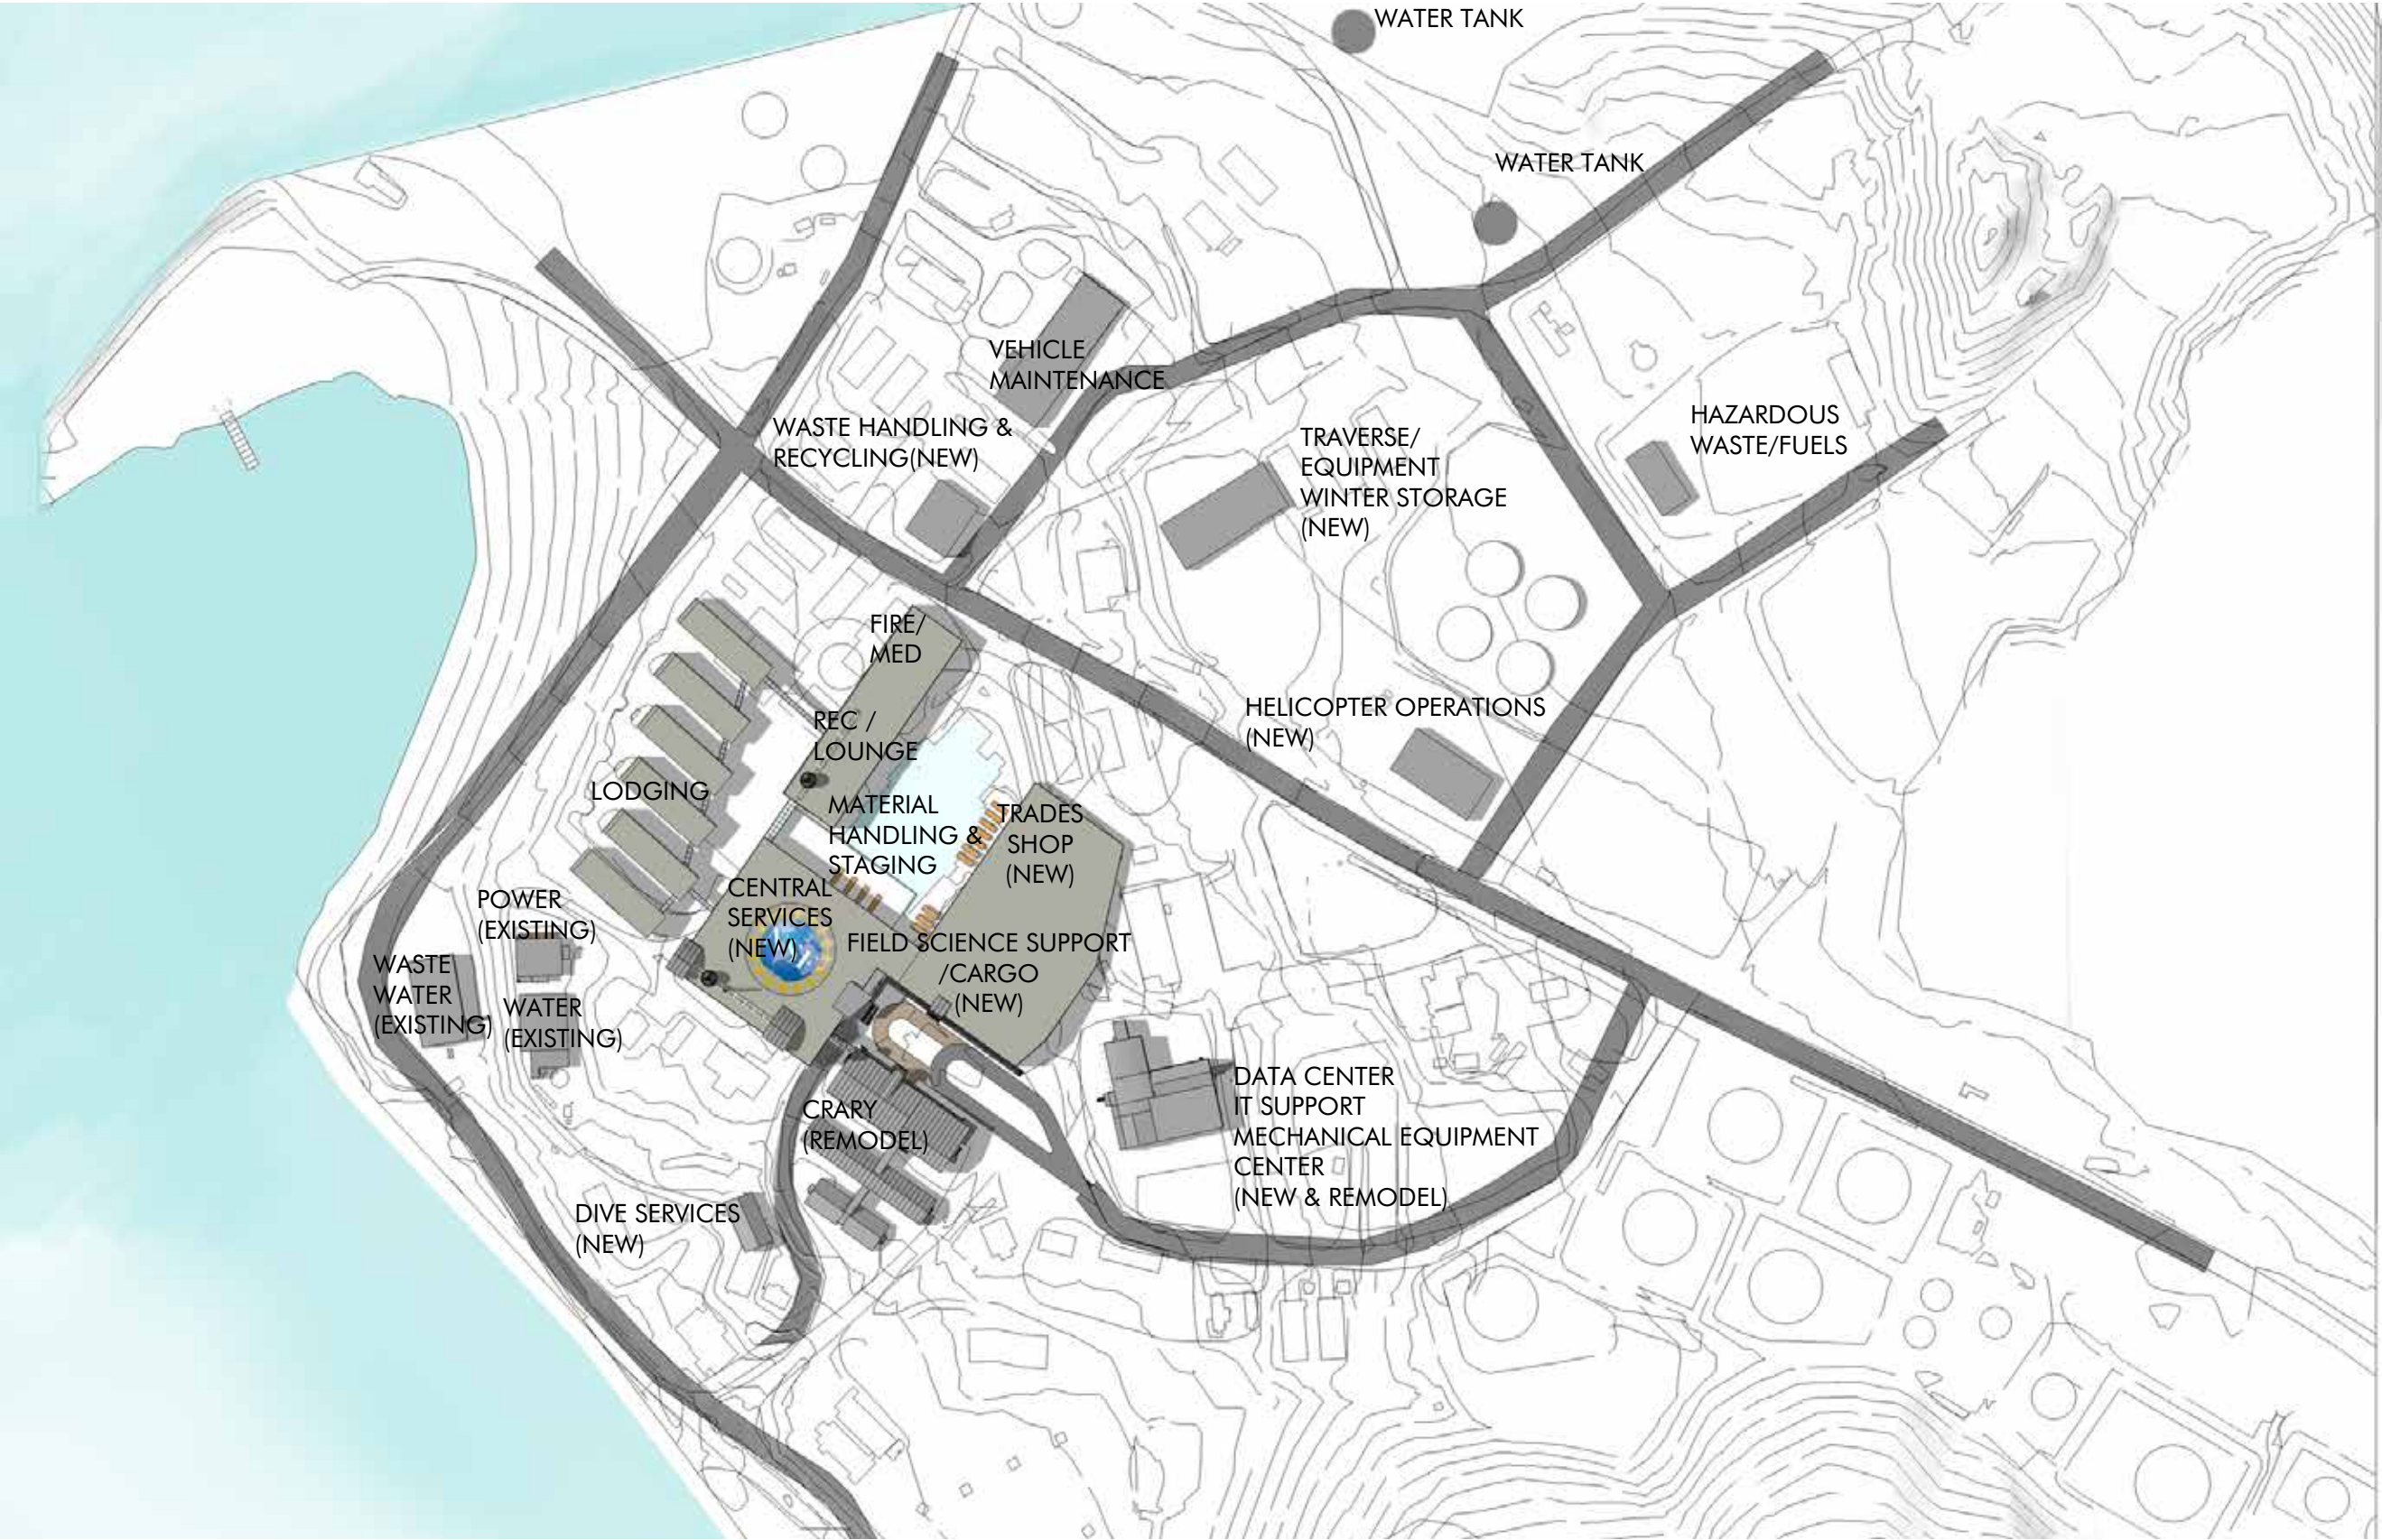 WATER TANK
WATER TANK
VEHICLE
MAINTENANCE
WASTE HANDLING &
RECYCLING(NEW)
TRAVERSE/
EQUIPMENT
WINTER STORAGE
(NEW)
HAZARDOUS
WASTE/FUELS
FIRE/
MED
REC /
LOUNGE
HELICOPTER OPERATIONS
(NEW)
LODGING
MATERIAL
HANDLING &
STAGING
TRADES
SHOP
(NEW)
CENTRAL
SERVICES
(NEW)
POWER
(EXISTING)
FIELD SCIENCE SUPPORT
/CARGO
(NEW)
WASTE
WATER
(EXISTING)
WATER
(EXISTING)
DATA CENTER
IT SUPPORT
MECHANICAL EQUIPMENT
CENTER
(NEW & REMODEL)
CRARY
(REMODEL)
DIVE SERVICES
(NEW)